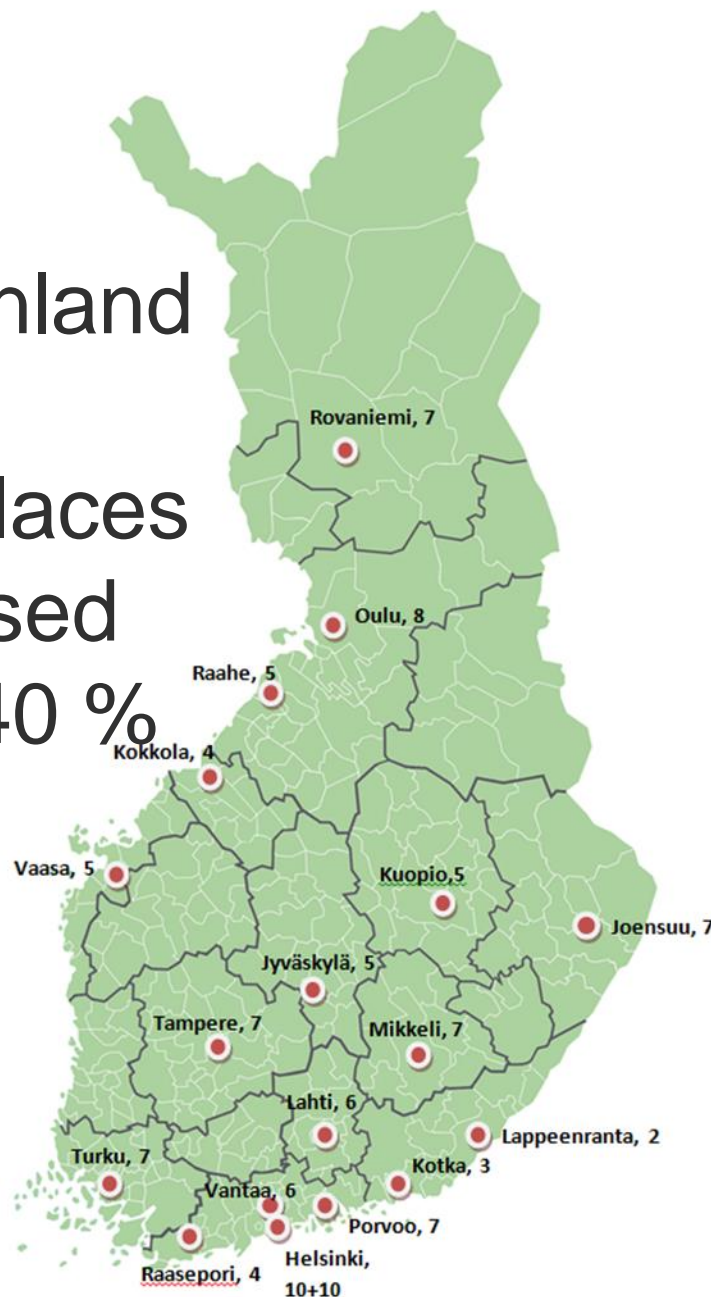 nland
laces
sed
40 %
Rovaniemi, 7
Oulu, 8
Raahe, 5
Kokkola, 4
Vaasa, 5
Kuopio,5
Joensuu, 7
Jyväskylä, 5
Tampere, 7
Mikkeli, 7
Lahti, 6
Lappeenranta, 2
Turku, 7
Kotka, 3
Vantaa, 6
Porvoo, 7
Raasepori, 4
Helsinki,
10+10